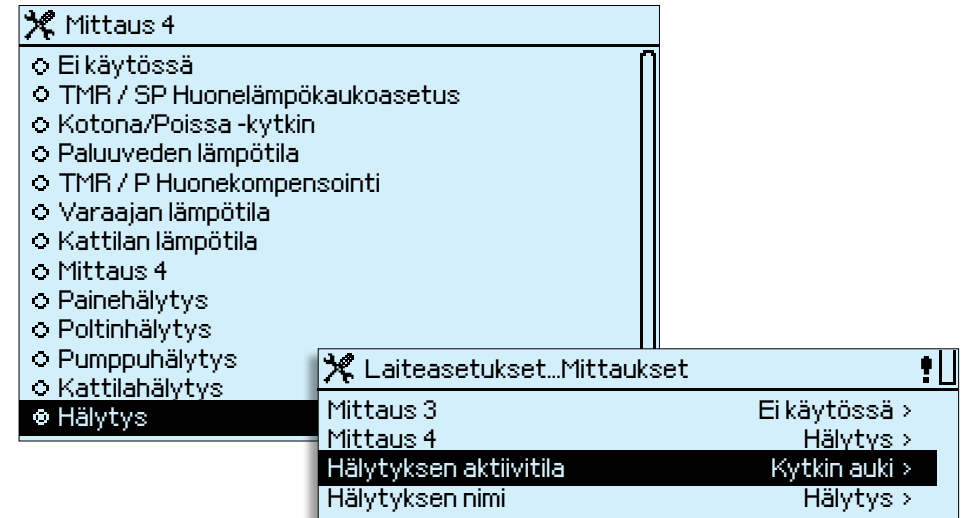 Mittaus 4
Ei käytössä
TMR / SP Huonelämpökaukoasetus
Kotona/Poissa -kytkin
Paluuveden lämpötila
TMR / P Huonekompensointi
Varaajan lämpötila
Kattilan lämpötila
Mittaus 4
Painehälytys
Poltinhälytys
Pumppuhälytys
Kattilahälytys
Hälytys
Laiteasetukset...Mittaukset !
Mittaus 3 Ei käytössä >
Mittaus 4 Hälytys >
Hälytyksen aktiivitila Kytkin auki >
Hälytyksen nimi Hälytys >